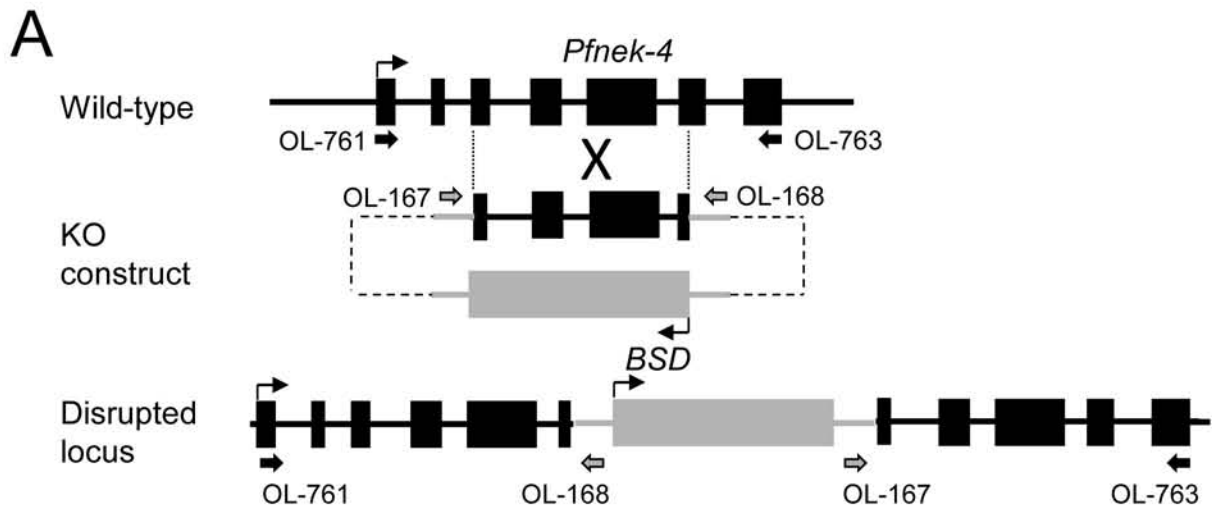 A
Pfnek-4
Wild-type
OL-761
OL-763
X
OL-167
OL-168
KO
construct
BSD
Disrupted
locus
OL-761
OL-168
OL-167
OL-763